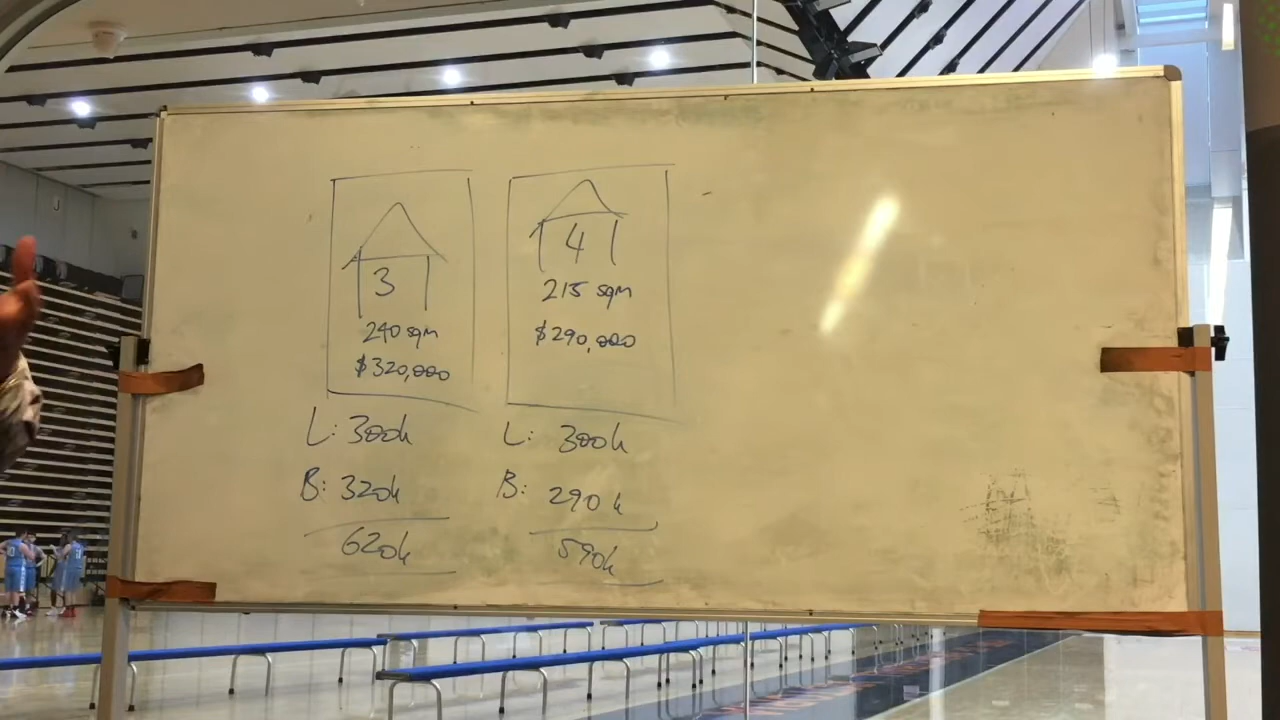 3
240 sqm
$320,000
L: 300k
B: 320k
620k
4
215 sqm
$290,000
L: 300k
B: 290k
590k